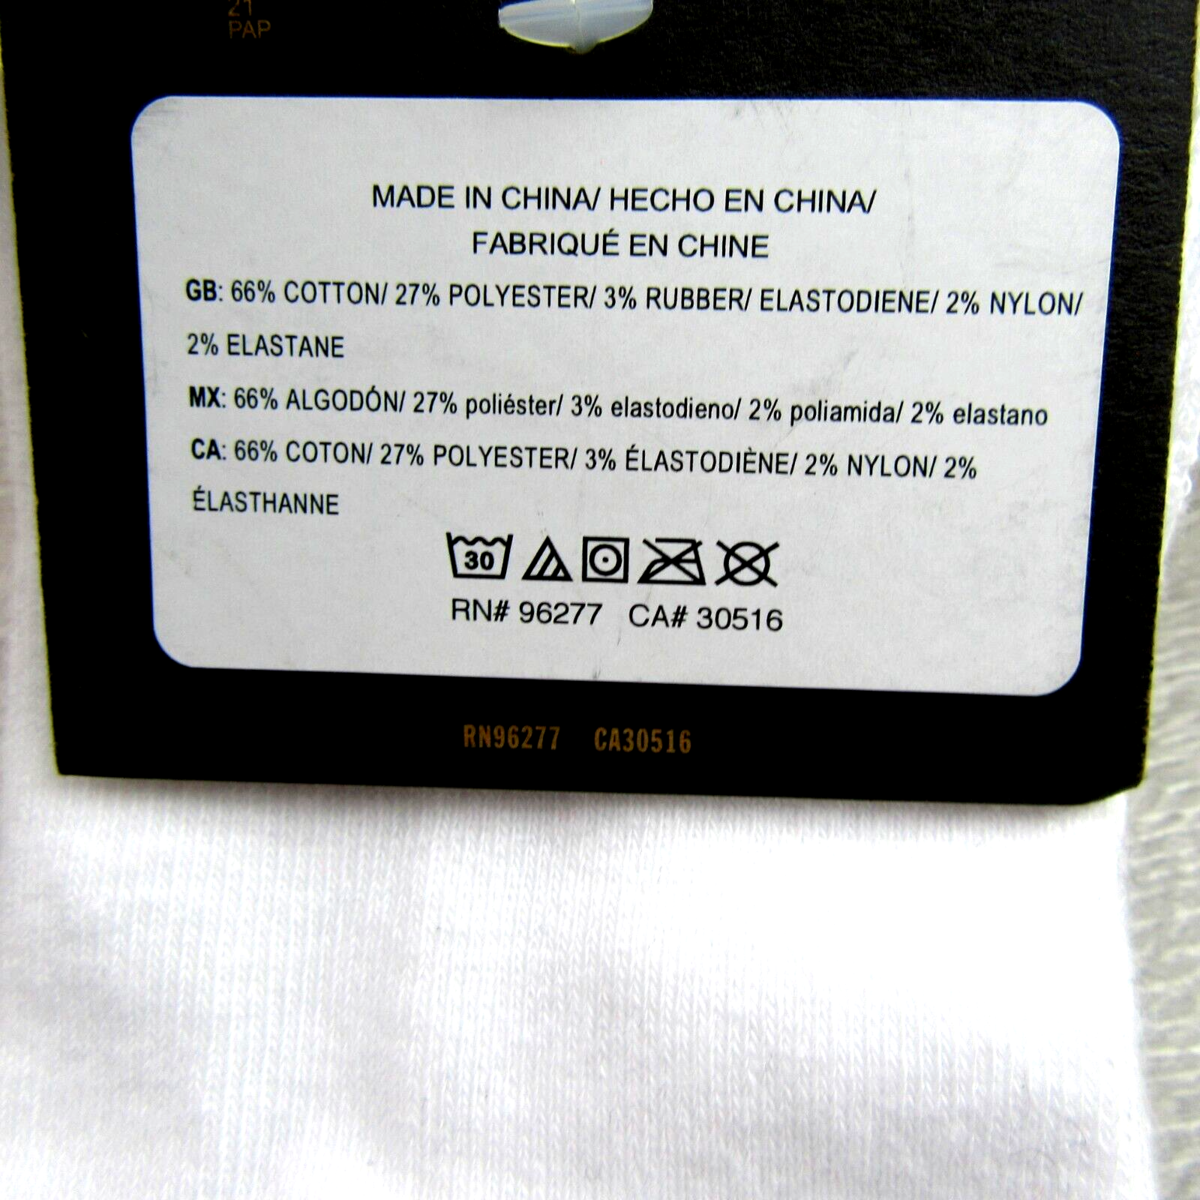 21
PAP
MADE IN CHINA/ HECHO EN CHINA/
FABRIQUÉ EN CHINE
GB: 66% COTTON/ 27% POLYESTER/ 3% RUBBER/ ELASTODIENE/ 2% NYLON/
2% ELASTANE
MX: 66% ALGODÓN/ 27% poliéster/ 3% elastodieno/ 2% poliamida/ 2% elastano
CA: 66% COTON/ 27% POLYESTER/ 3% ÉLASTODIÈNE/ 2% NYLON/ 2%
ÉLASTHANNE
30
RN# 96277 CA# 30516
RN96277 CA30516